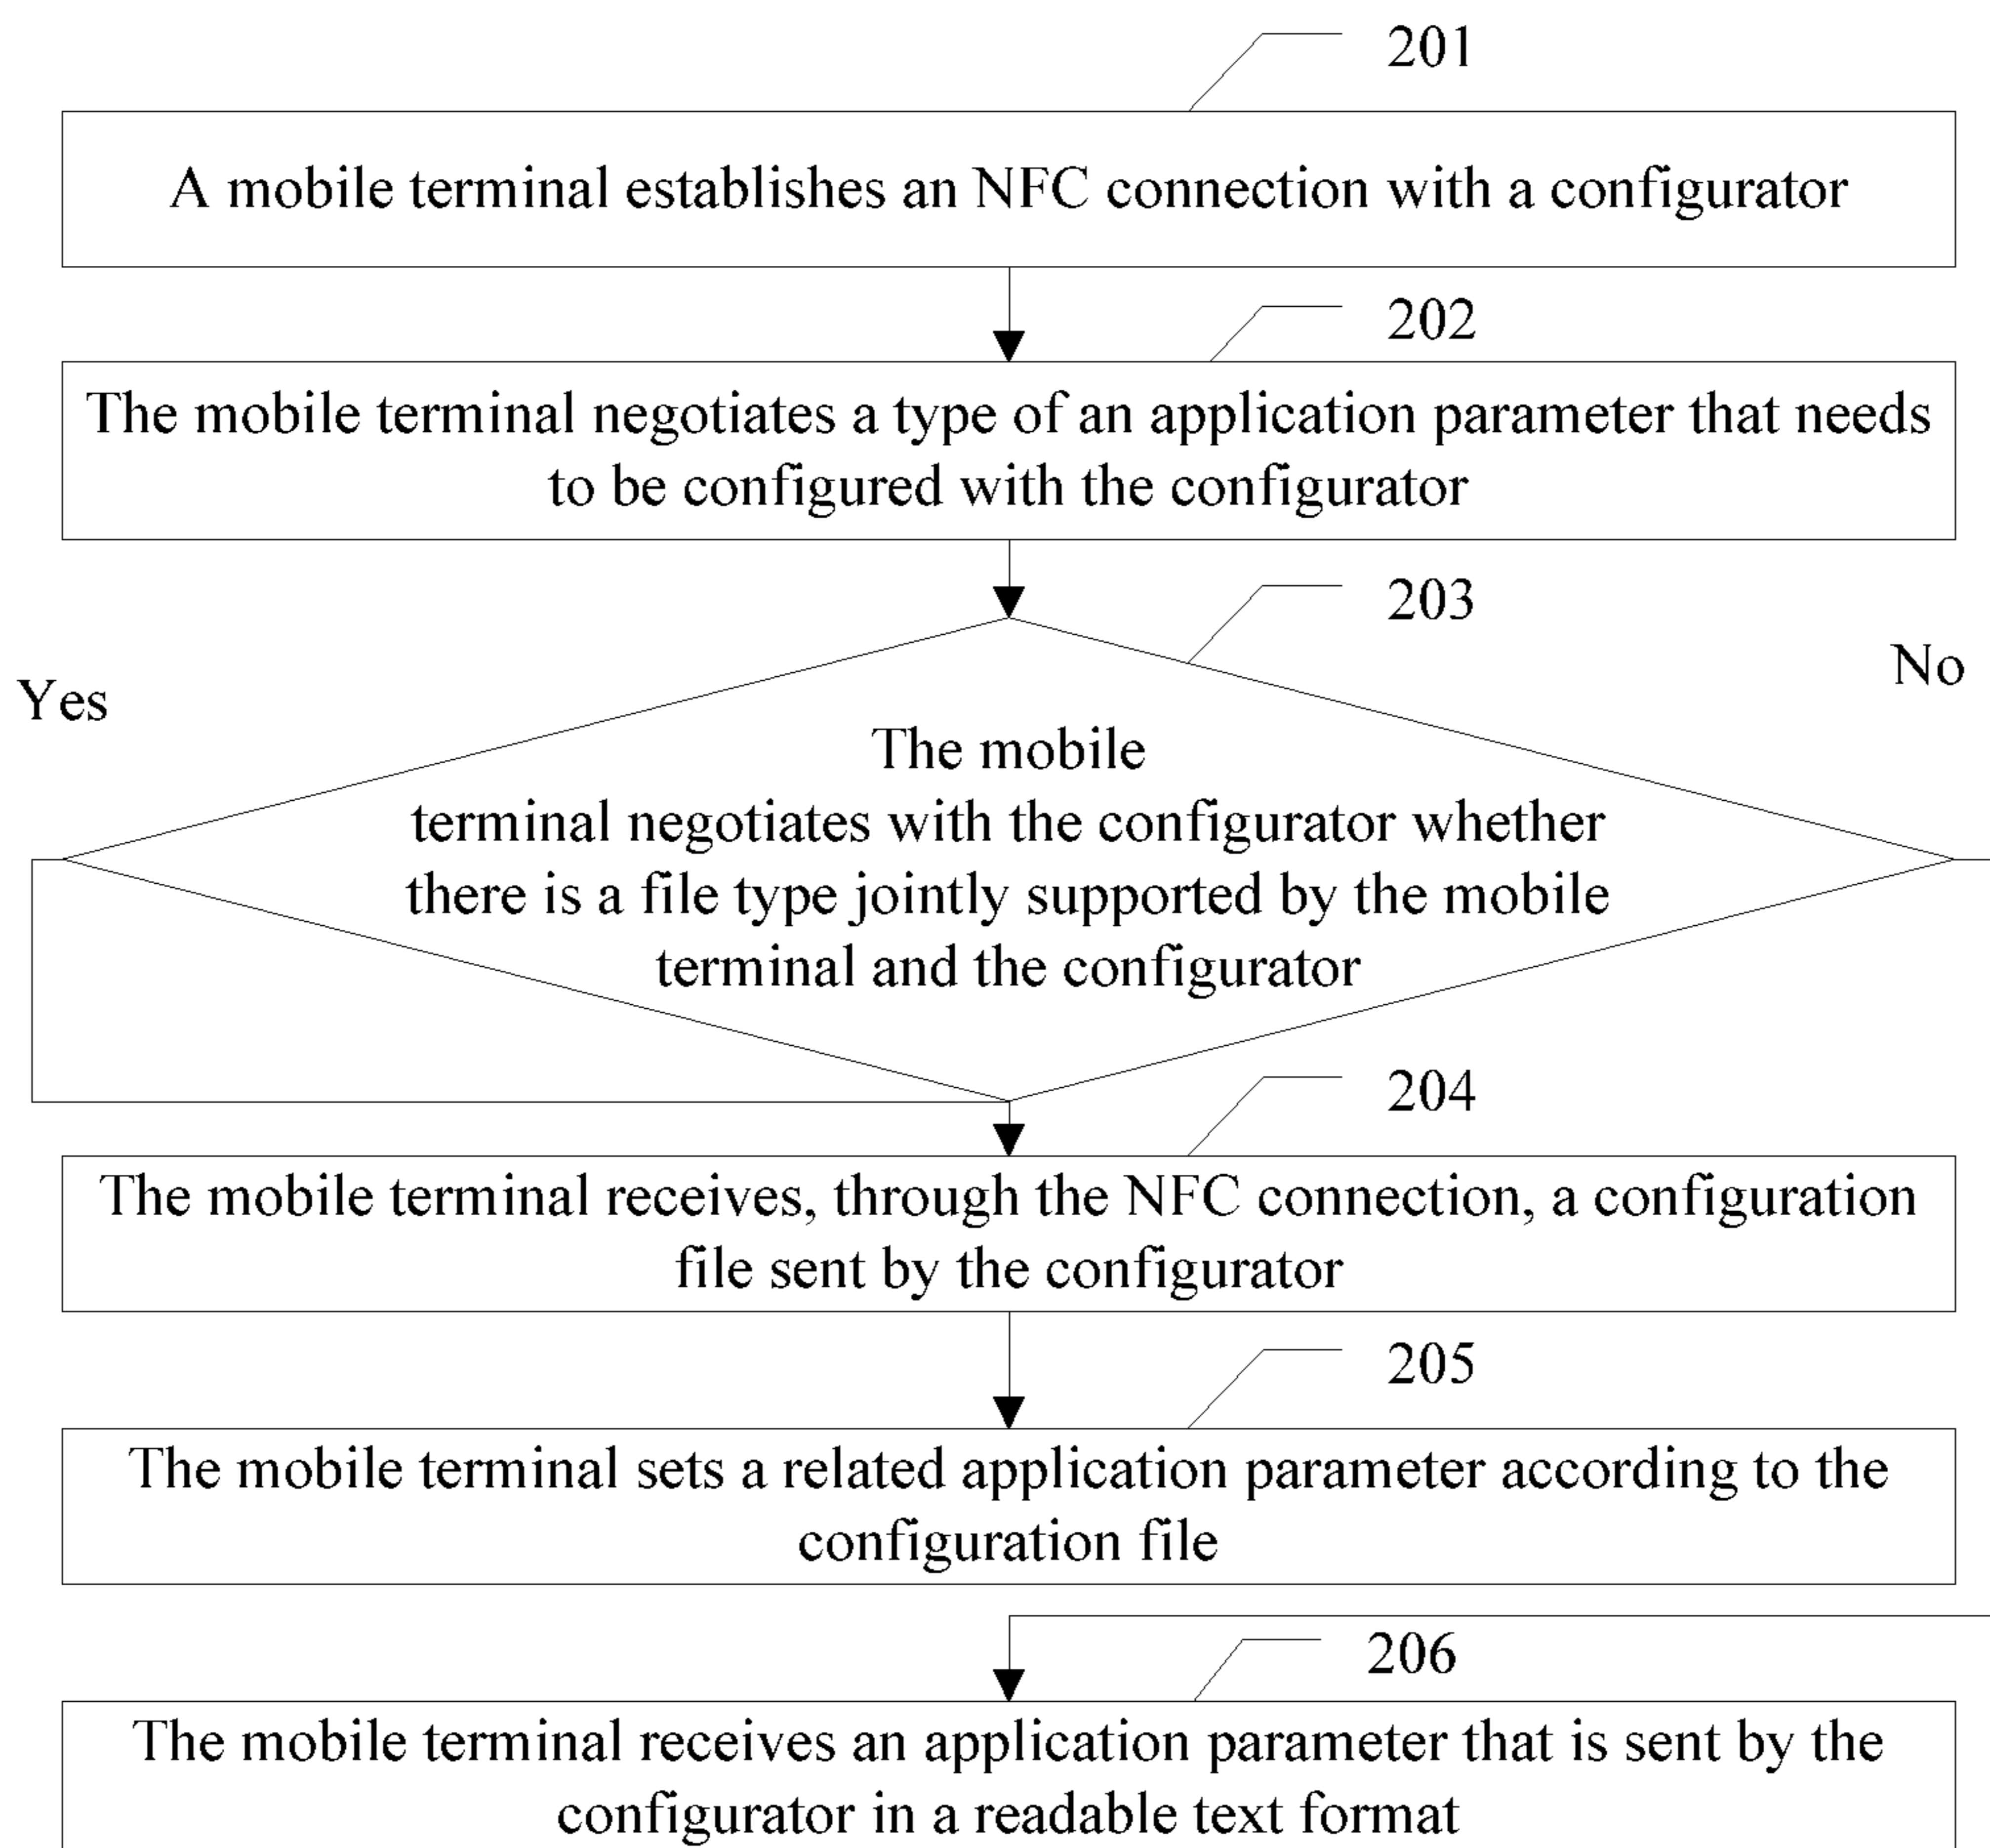 201
A mobile terminal establishes an NFC connection with a configurator
202
The mobile terminal negotiates a type of an application parameter that needs
to be configured with the configurator
203
Yes
No
The mobile
terminal negotiates with the configurator whether
there is a file type jointly supported by the mobile
terminal and the configurator
204
The mobile terminal receives, through the NFC connection, a configuration
file sent by the configurator
205
The mobile terminal sets a related application parameter according to the
configuration file
206
The mobile terminal receives an application parameter that is sent by the
configurator in a readable text format